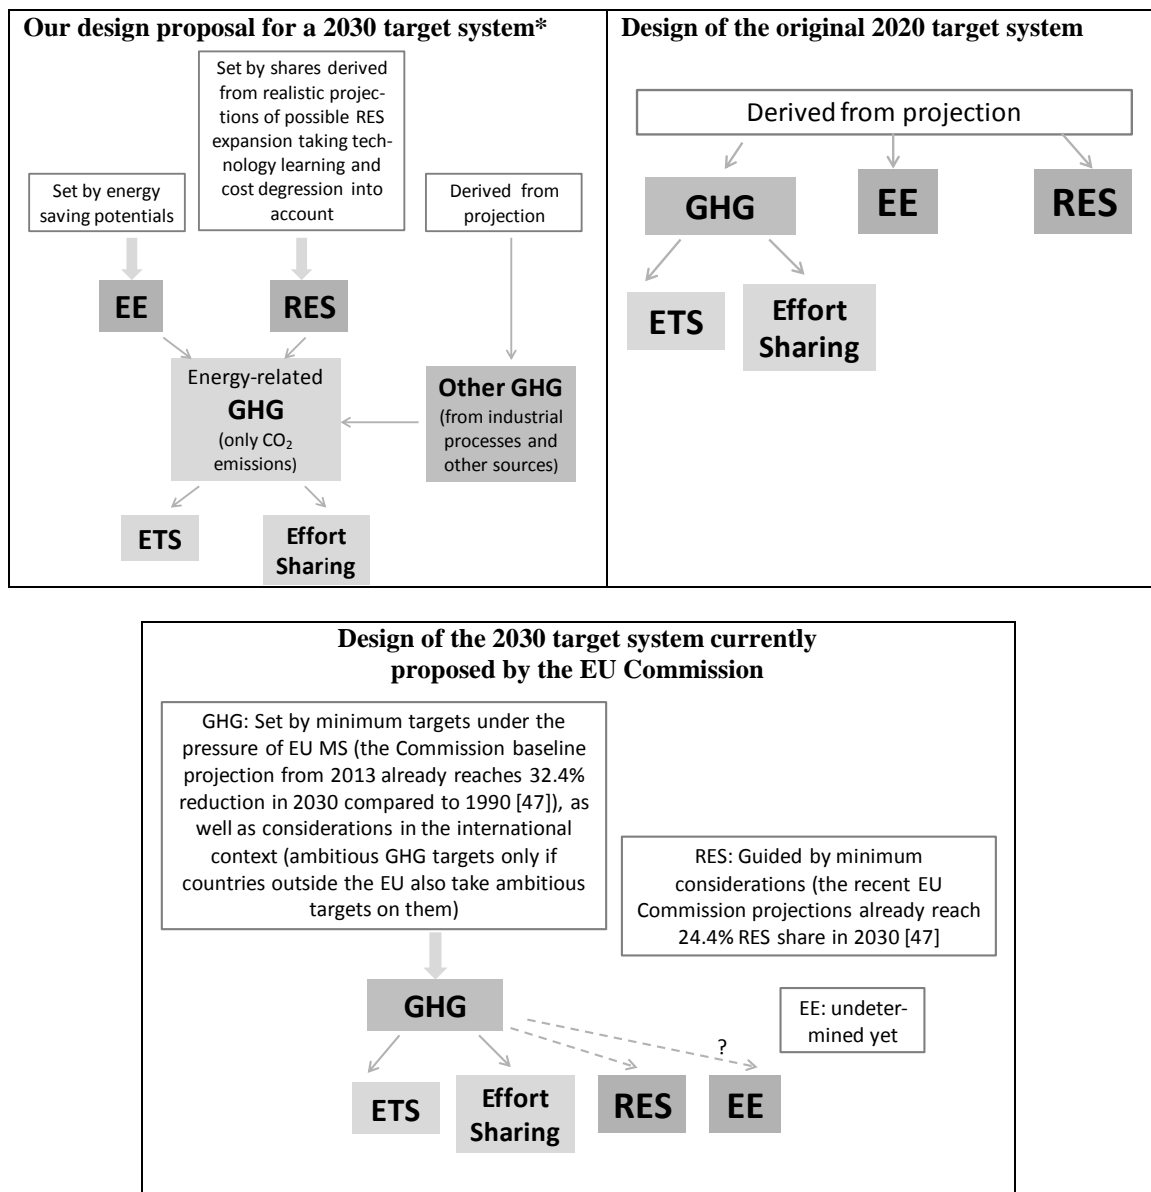 Our design proposal for a 2030 target system*
Set by shares derived
from realistic projec-
tions of possible RES
expansion taking tech-
nology learning and
cost degression into
account
Set by energy
saving potentials
Derived from
projection
EE
RES
Energy-related
GHG
(only CO₂
emissions)
Other GHG
(from industrial
processes and
other sources)
ETS
Effort
Sharing
Design of the original 2020 target system
Derived from projection
GHG
EE
RES
ETS
Effort
Sharing
Design of the 2030 target system currently
proposed by the EU Commission
GHG: Set by minimum targets under the
pressure of EU MS (the Commission baseline
projection from 2013 already reaches 32.4%
reduction in 2030 compared to 1990 [47]), as
well as considerations in the international
context (ambitious GHG targets only if
countries outside the EU also take ambitious
targets on them)
RES: Guided by minimum
considerations (the recent EU
Commission projections already reach
24.4% RES share in 2030 [47]
GHG
EE: undeter-
mined yet
?
ETS
Effort
Sharing
RES
EE